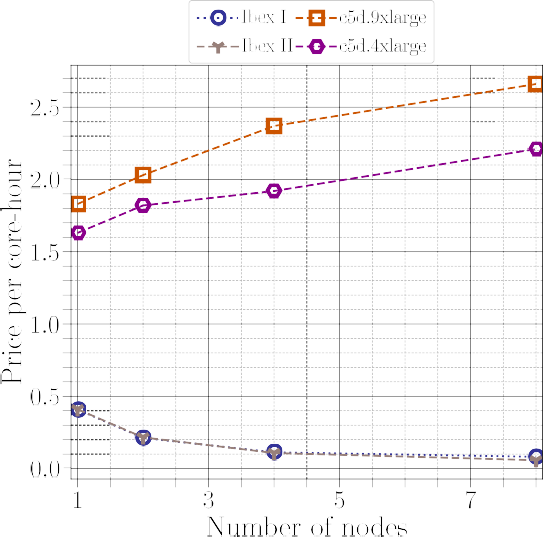 Ibex I c5d.9xlarge
Ibex II c5d.4xlarge
2.5
2.0
1.5
1.0
0.5
0.0
Price per core-hour
1 3 5 7
Number of nodes